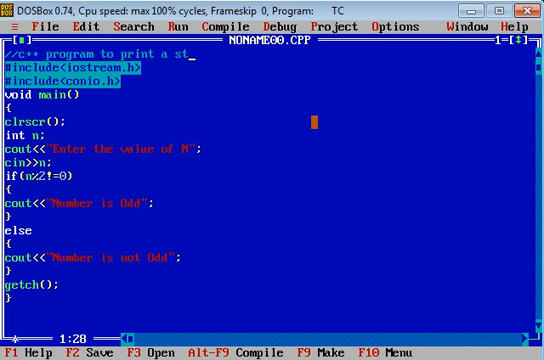 DOSBox 0.74, Cpu speed: max 100% cycles, Frameskip 0, Program: TC
≡ File Edit Search Run Compile Debug Project Options Window Help
[■] NONAME00.CPP 1=[↕]
//c++ program to print a st_
#include<iostream.h>
#include<conio.h>
void main()
{
clrscr();
int n;
cout<<"Enter the value of N";
cin>>n;
if(n%2!=0)
{
cout<<"Number is Odd";
}
else
{
cout<<"Number is not Odd";
}
getch();
}
* 1:28
F1 Help F2 Save F3 Open Alt-F9 Compile F9 Make F10 Menu